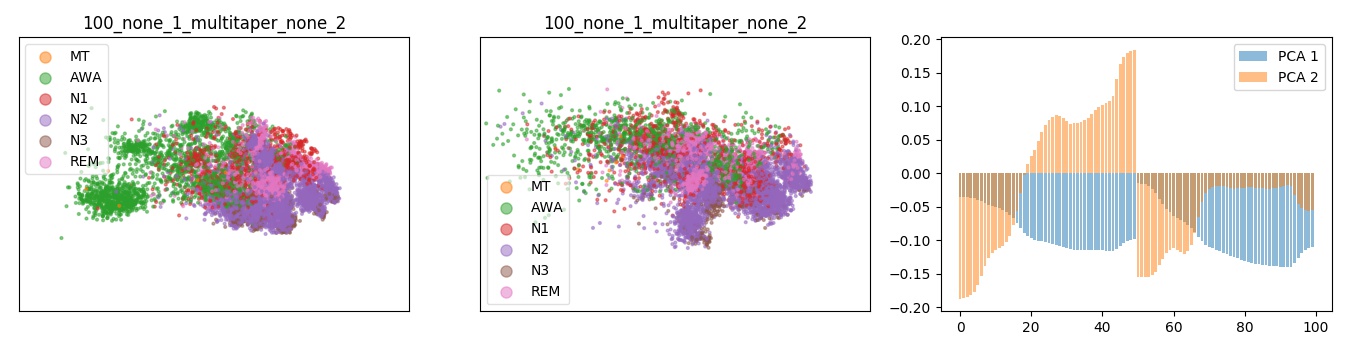 100_none_1_multitaper_none_2
MT
AWA
N1
N2
N3
REM
100_none_1_multitaper_none_2
MT
AWA
N1
N2
N3
REM
PCA 1
PCA 2
0.20
0.15
0.10
0.05
0.00
−0.05
−0.10
−0.15
−0.20
0 20 40 60 80 100